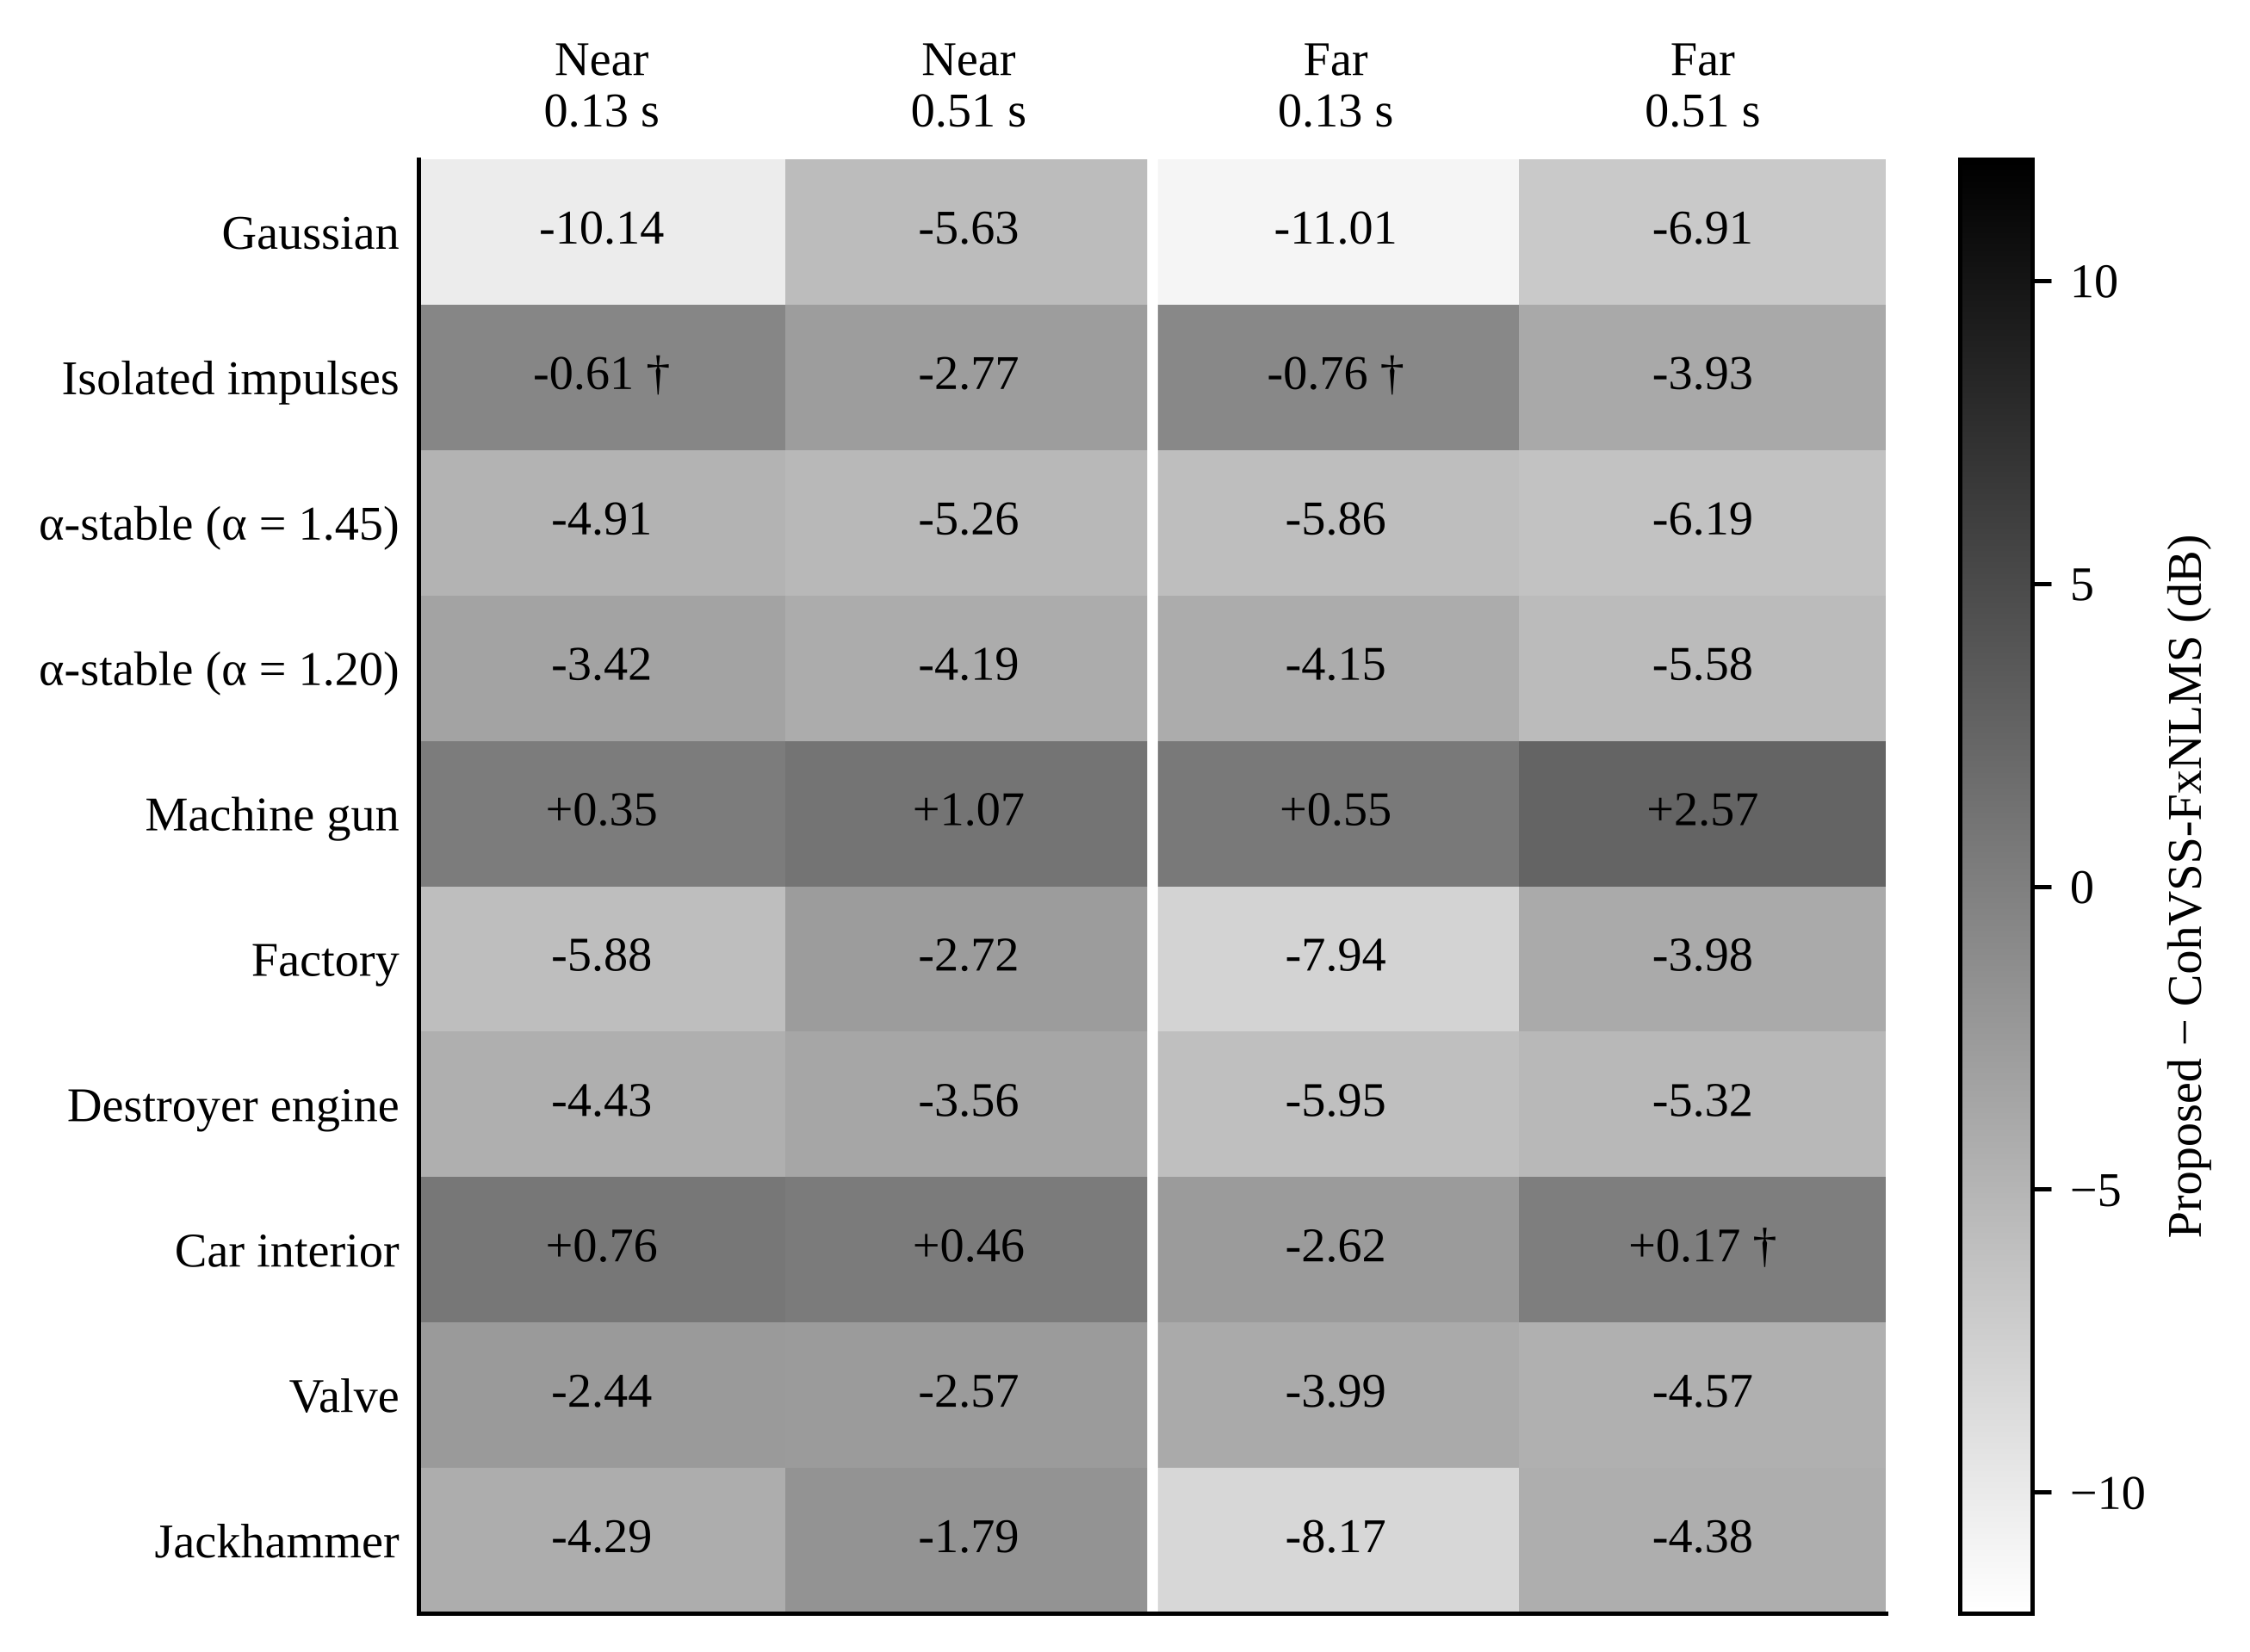 Near Near Far Far
0.13 s 0.51 s 0.13 s 0.51 s
Gaussian -10.14 -5.63 -11.01 -6.91
Isolated impulses -0.61 † -2.77 -0.76 † -3.93
α-stable (α = 1.45) -4.91 -5.26 -5.86 -6.19
α-stable (α = 1.20) -3.42 -4.19 -4.15 -5.58
Machine gun +0.35 +1.07 +0.55 +2.57
Factory -5.88 -2.72 -7.94 -3.98
Destroyer engine -4.43 -3.56 -5.95 -5.32
Car interior +0.76 +0.46 -2.62 +0.17 †
Valve -2.44 -2.57 -3.99 -4.57
Jackhammer -4.29 -1.79 -8.17 -4.38
10
5
0
−5
−10
Proposed − CohVSS-FxNLMS (dB)